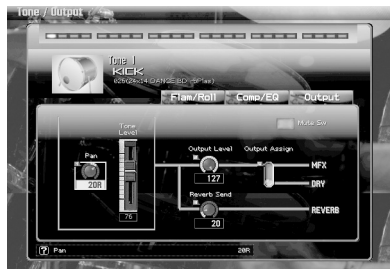 Tone / Output
Tone 1
KICK
Flam/Roll Comp/EQ Output
Tone
Level
Mute Sw
Pan
Output Level Output Assign
MFX
20R
127
DRY
Reverb Send
REVERB
76
20
? Pan 20R